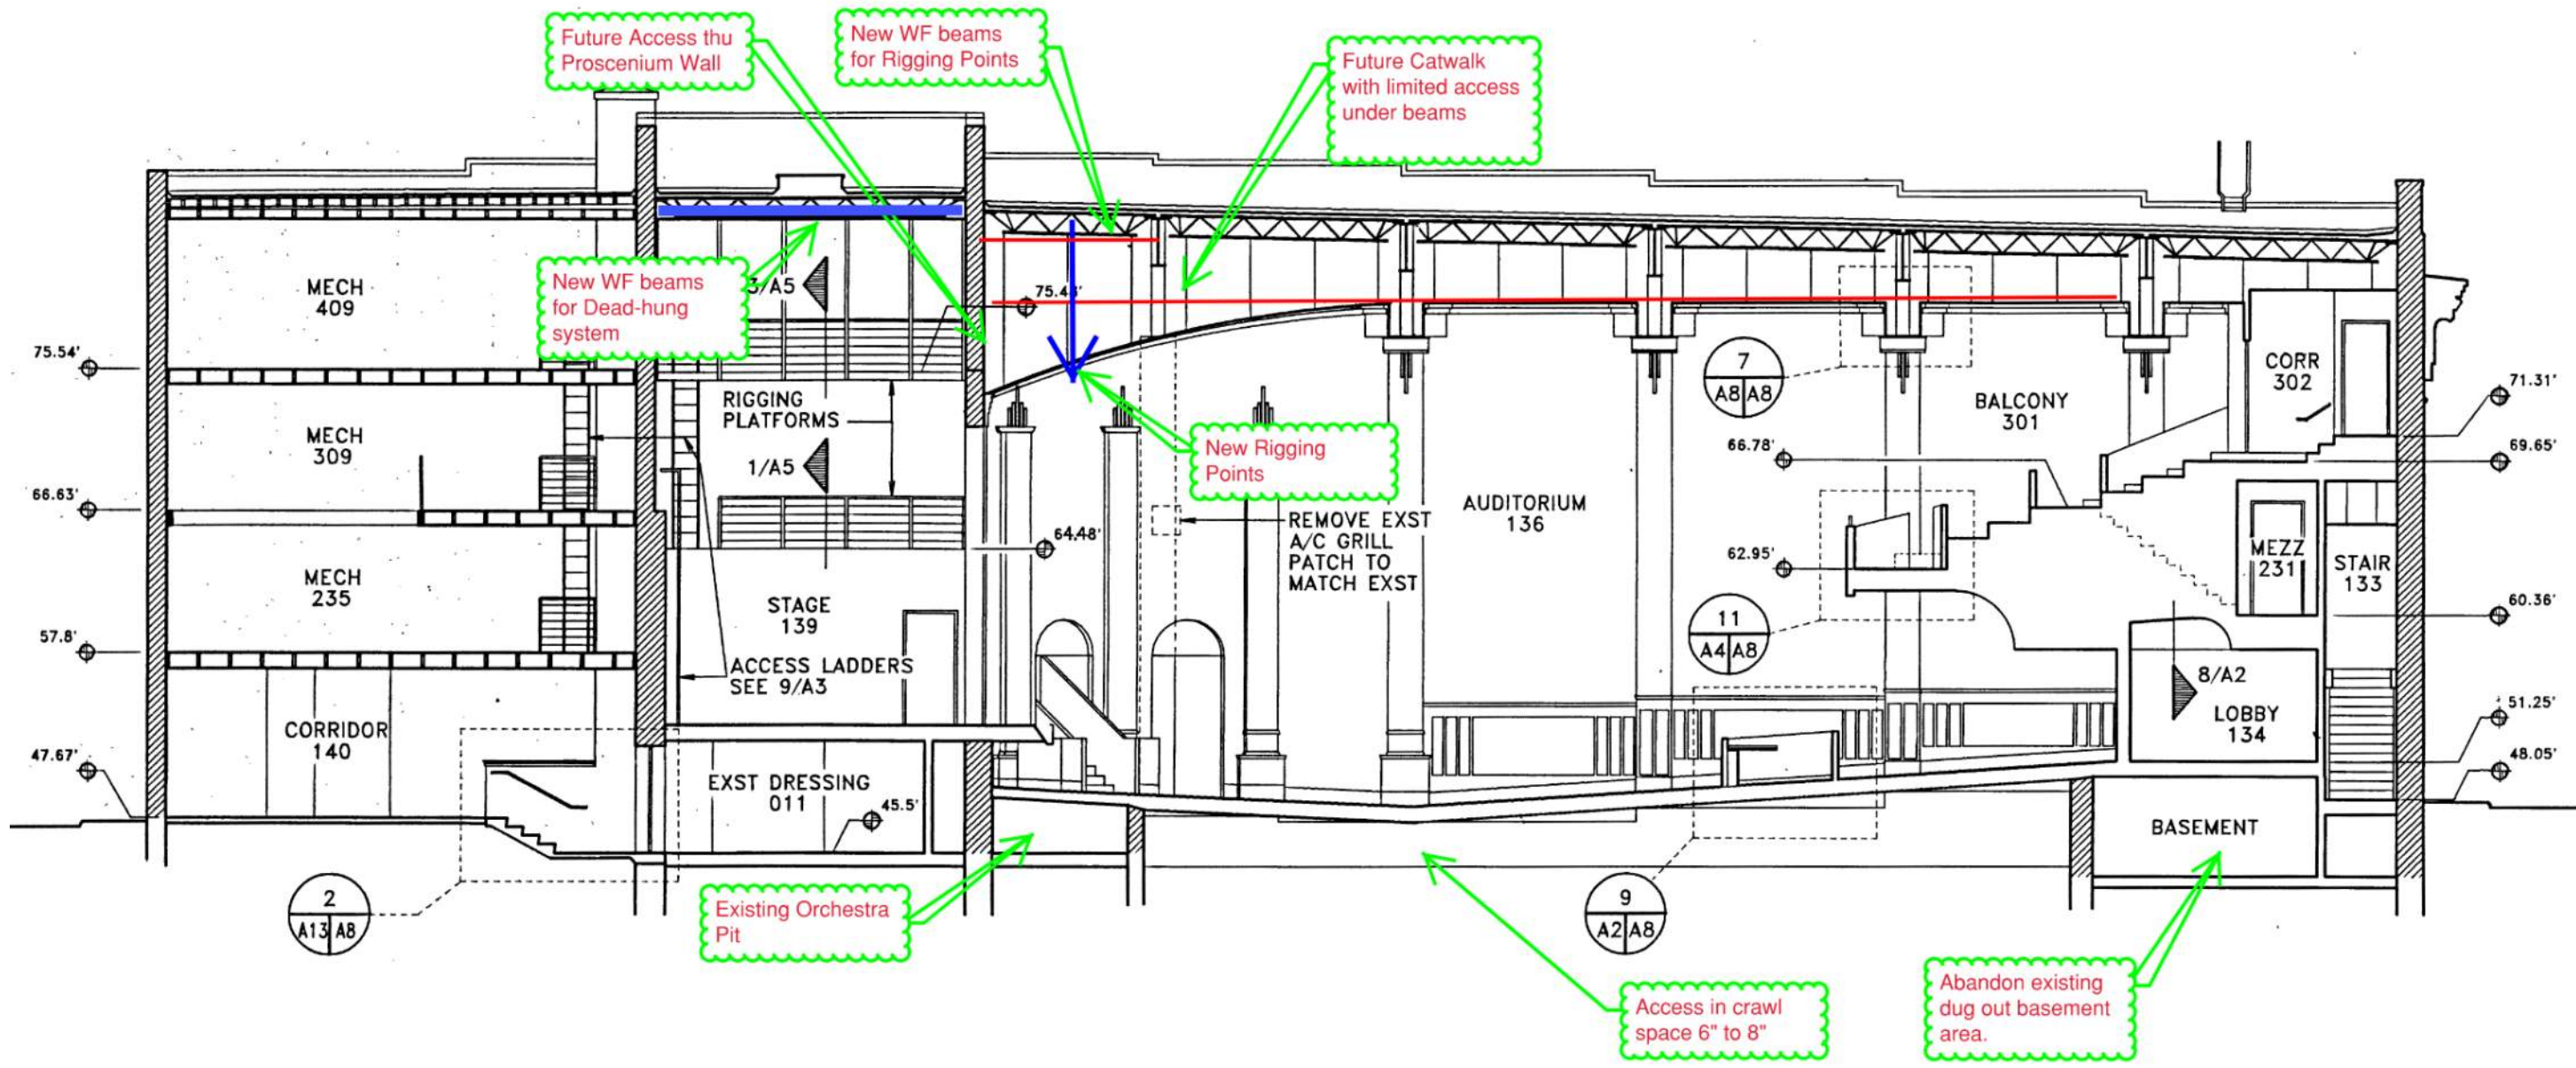 Future Access thu
Proscenium Wall
New WF beams
for Rigging Points
Future Catwalk
with limited access
under beams
New WF beams
for Dead-hung
system
3/A5
75.43'
MECH
409
75.54'
RIGGING
PLATFORMS
1/A5
MECH
309
66.63'
MECH
235
57.8'
STAGE
139
ACCESS LADDERS
SEE 9/A3
64.48'
New Rigging
Points
REMOVE EXST
A/C GRILL
PATCH TO
MATCH EXST
AUDITORIUM
136
7
A8 A8
66.78'
62.95'
11
A4 A8
BALCONY
301
CORR
302
71.31'
69.65'
MEZZ
231
STAIR
133
60.36'
8/A2
LOBBY
134
51.25'
48.05'
CORRIDOR
140
47.67'
EXST DRESSING
011
45.5'
BASEMENT
2
A13 A8
Existing Orchestra
Pit
9
A2 A8
Access in crawl
space 6" to 8"
Abandon existing
dug out basement
area.